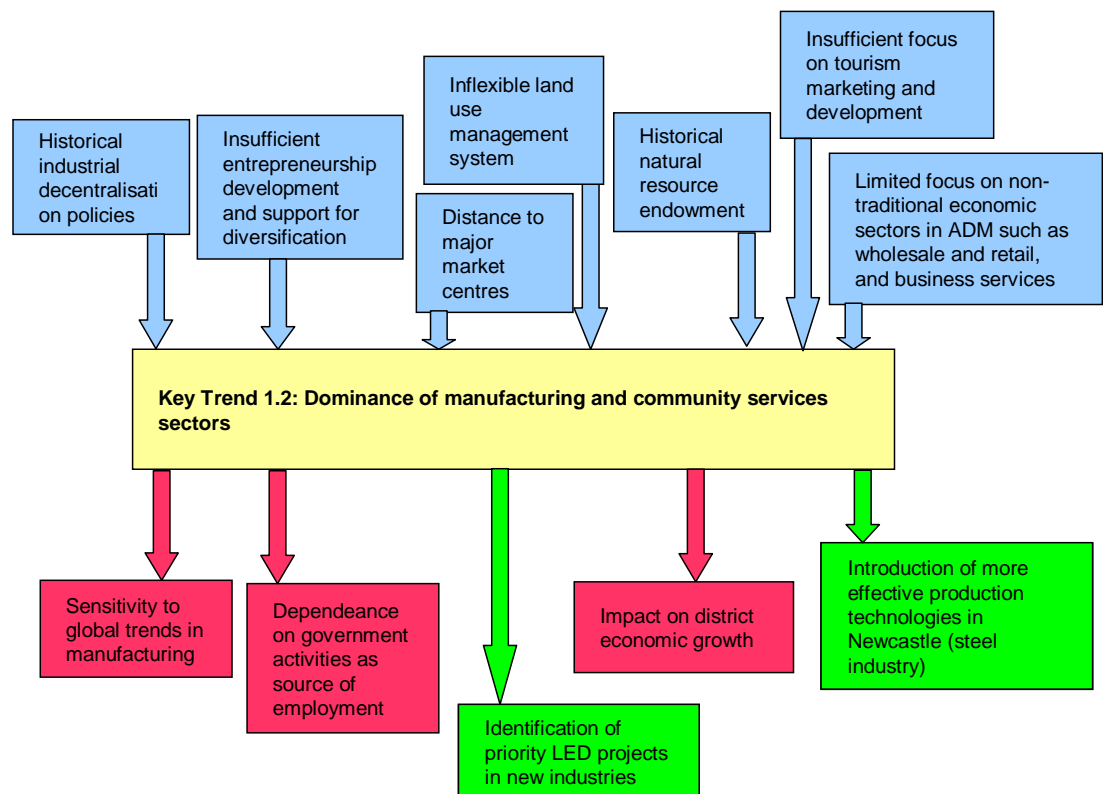 Historical
industrial
decentralisati
on policies
Insufficient
entrepreneurship
development
and support for
diversification
Inflexible land
use
management
system
Distance to
major
market
centres
Historical
natural
resource
endowment
Insufficient focus
on tourism
marketing and
development
Limited focus on non-
traditional economic
sectors in ADM such as
wholesale and retail,
and business services
Key Trend 1.2: Dominance of manufacturing and community services
sectors
Sensitivity to
global trends in
manufacturing
Dependeance
on government
activities as
source of
employment
Identification of
priority LED projects
in new industries
Impact on district
economic growth
Introduction of more
effective production
technologies in
Newcastle (steel
industry)